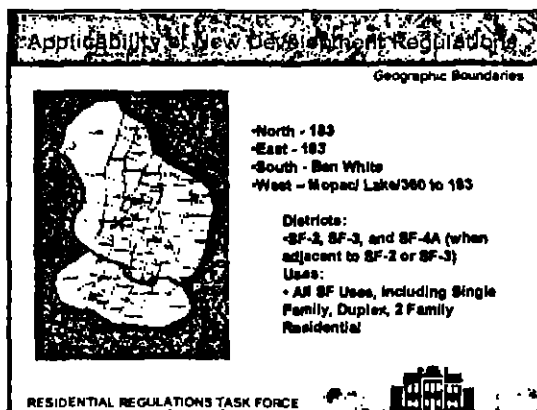 Applicability of New Development Regulations
Geographic Boundaries
•North - 183
•East - 183
•South - Ben White
•West – Mopac/ Lake/360 to 183
Districts:
•SF-2, SF-3, and SF-4A (when
adjacent to SF-2 or SF-3)
Uses:
• All SF Uses, including Single
Family, Duplex, 2 Family
Residential
RESIDENTIAL REGULATIONS TASK FORCE